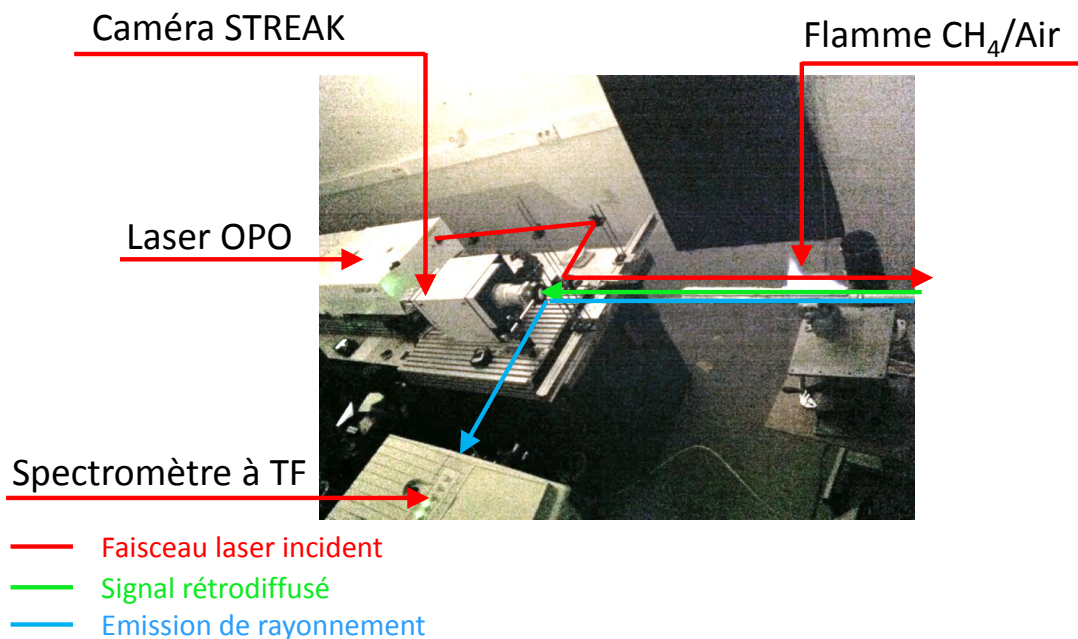 Caméra STREAK
Flamme CH₄/Air
Laser OPO
Spectromètre à TF
Faisceau laser incident
Signal rétrodiffusé
Emission de rayonnement